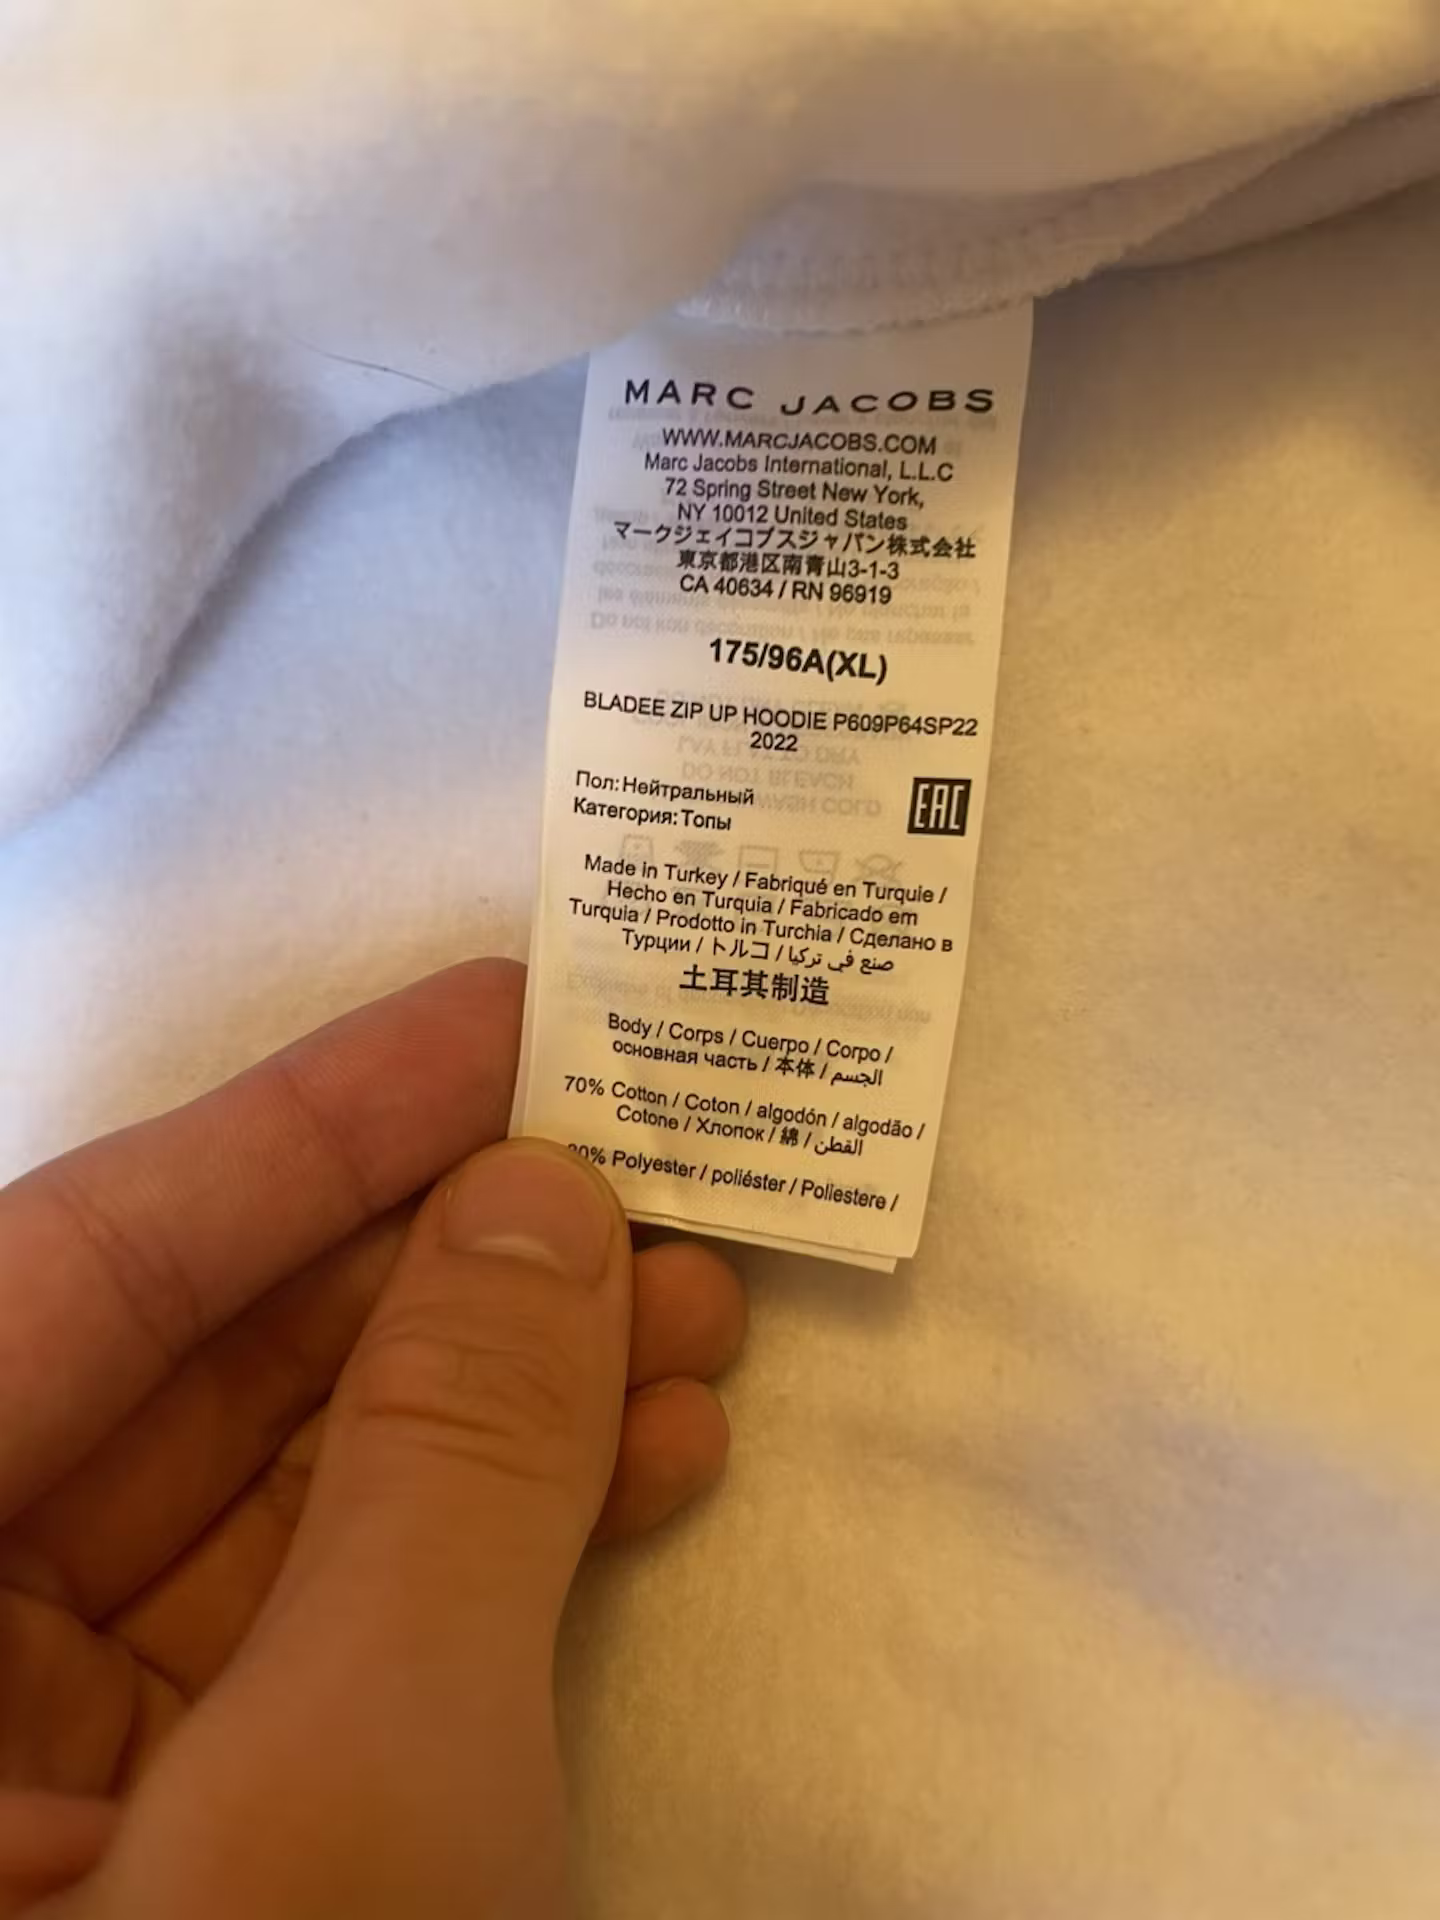 MARC JACOBS
WWW.MARCJACOBS.COM
Marc Jacobs International, L.L.C
72 Spring Street New York,
NY 10012 United States
マークジェイコブスジャパン株式会社
東京都港区南青山3-1-3
CA 40634 / RN 96919
175/96A(XL)
BLADEE ZIP UP HOODIE P609P64SP22
2022
Пол: Нейтральный
Категория: Топы
EAC
Made in Turkey / Fabriqué en Turquie /
Hecho en Turquia / Fabricado em
Turquia / Prodotto in Turchia / Сделано в
Турции / トルコ / صنع في تركيا
土耳其制造
Body / Corps / Cuerpo / Corpo /
основная часть / 本体 / الجسم
70% Cotton / Coton / algodón / algodão /
Cotone / Хлопок / 綿 / القطن
Polyester / poliéster / Poliestere /